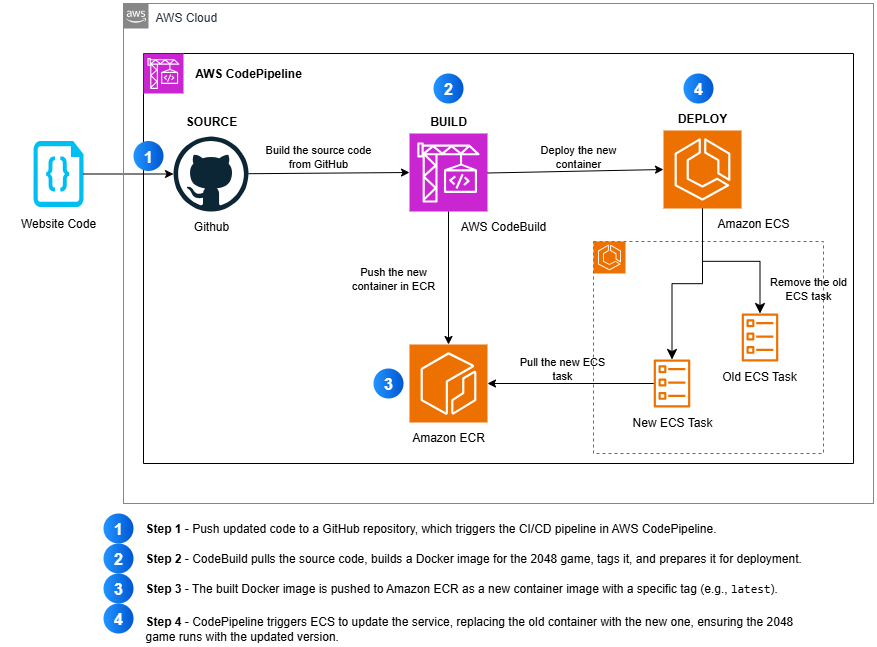 aws
AWS Cloud
AWS CodePipeline
2
4
SOURCE
BUILD
DEPLOY
1
Build the source code
from GitHub
Deploy the new
container
Website Code
Github
AWS CodeBuild
Amazon ECS
Push the new
container in ECR
Remove the old
ECS task
3
Pull the new ECS
task
Old ECS Task
New ECS Task
Amazon ECR
1 Step 1 - Push updated code to a GitHub repository, which triggers the CI/CD pipeline in AWS CodePipeline.
2 Step 2 - CodeBuild pulls the source code, builds a Docker image for the 2048 game, tags it, and prepares it for deployment.
3 Step 3 - The built Docker image is pushed to Amazon ECR as a new container image with a specific tag (e.g., latest).
4 Step 4 - CodePipeline triggers ECS to update the service, replacing the old container with the new one, ensuring the 2048
game runs with the updated version.